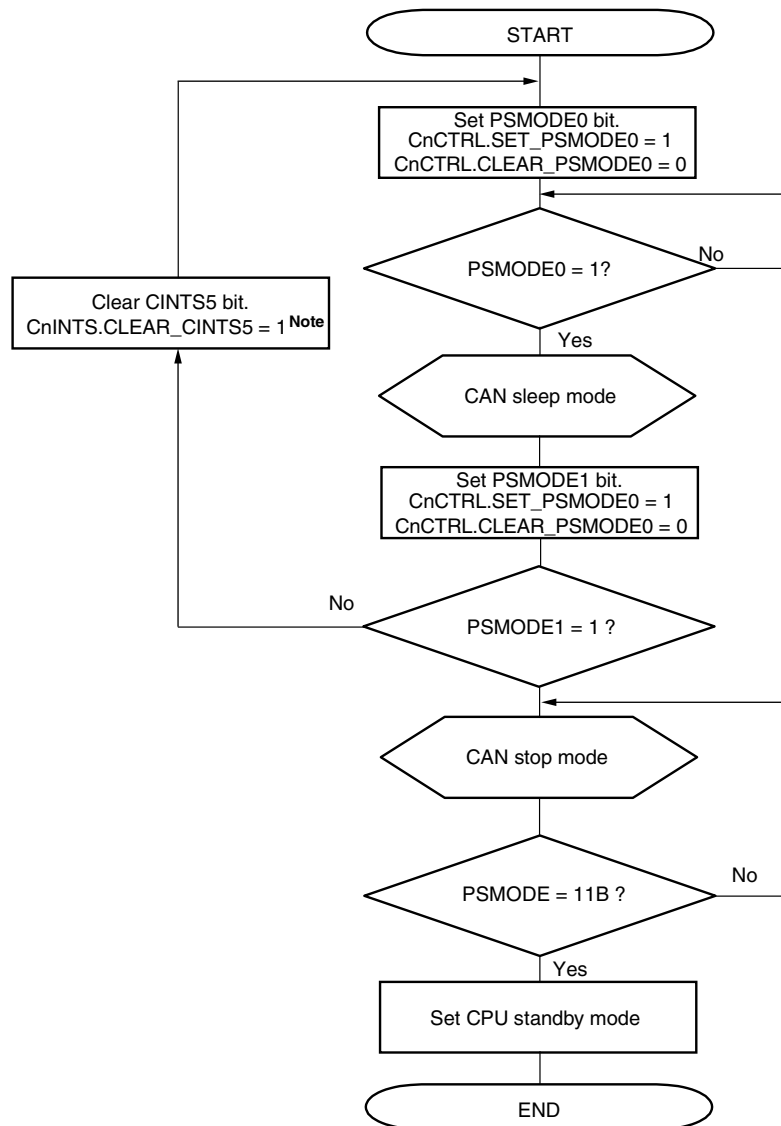 START
Set PSMODE0 bit.
CnCTRL.SET_PSMODE0 = 1
CnCTRL.CLEAR_PSMODE0 = 0
PSMODE0 = 1?
No
Clear CINTS5 bit.
CnINTS.CLEAR_CINTS5 = 1 Note
Yes
CAN sleep mode
Set PSMODE1 bit.
CnCTRL.SET_PSMODE0 = 1
CnCTRL.CLEAR_PSMODE0 = 0
No
PSMODE1 = 1 ?
CAN stop mode
PSMODE = 11B ?
No
Yes
Set CPU standby mode
END